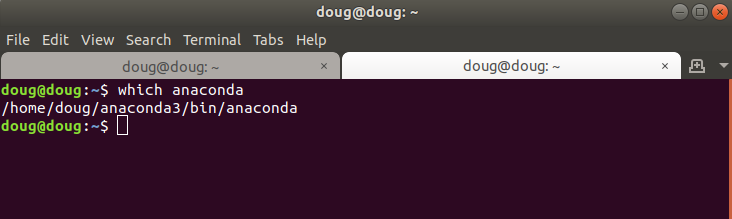 doug@doug: ~
File Edit View Search Terminal Tabs Help
doug@doug: ~ × doug@doug: ~ ×
doug@doug:~$ which anaconda
/home/doug/anaconda3/bin/anaconda
doug@doug:~$